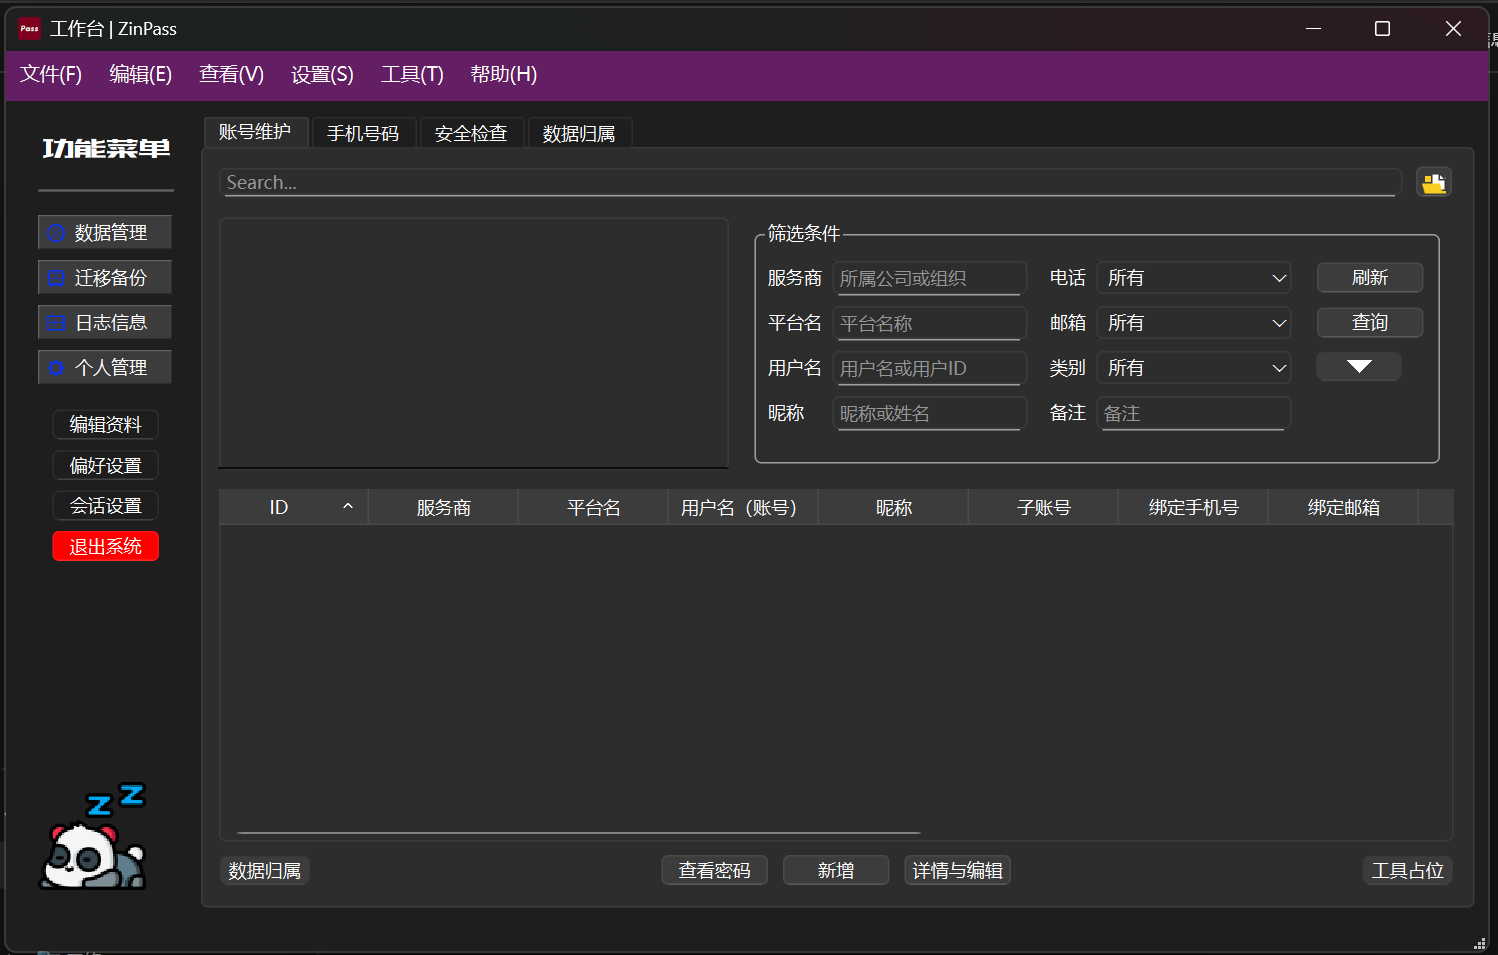 Pass 工作台 | ZinPass
文件(F) 编辑(E) 查看(V) 设置(S) 工具(T) 帮助(H)
功能菜单
数据管理
迁移备份
日志信息
个人管理
编辑资料
偏好设置
会话设置
退出系统
Z Z
账号维护 手机号码 安全检查 数据归属
Search...
筛选条件
服务商 所属公司或组织 电话 所有 刷新
平台名 平台名称 邮箱 所有 查询
用户名 用户名或用户ID 类别 所有
昵称 昵称或姓名 备注 备注
ID 服务商 平台名 用户名（账号） 昵称 子账号 绑定手机号 绑定邮箱
数据归属 查看密码 新增 详情与编辑 工具占位